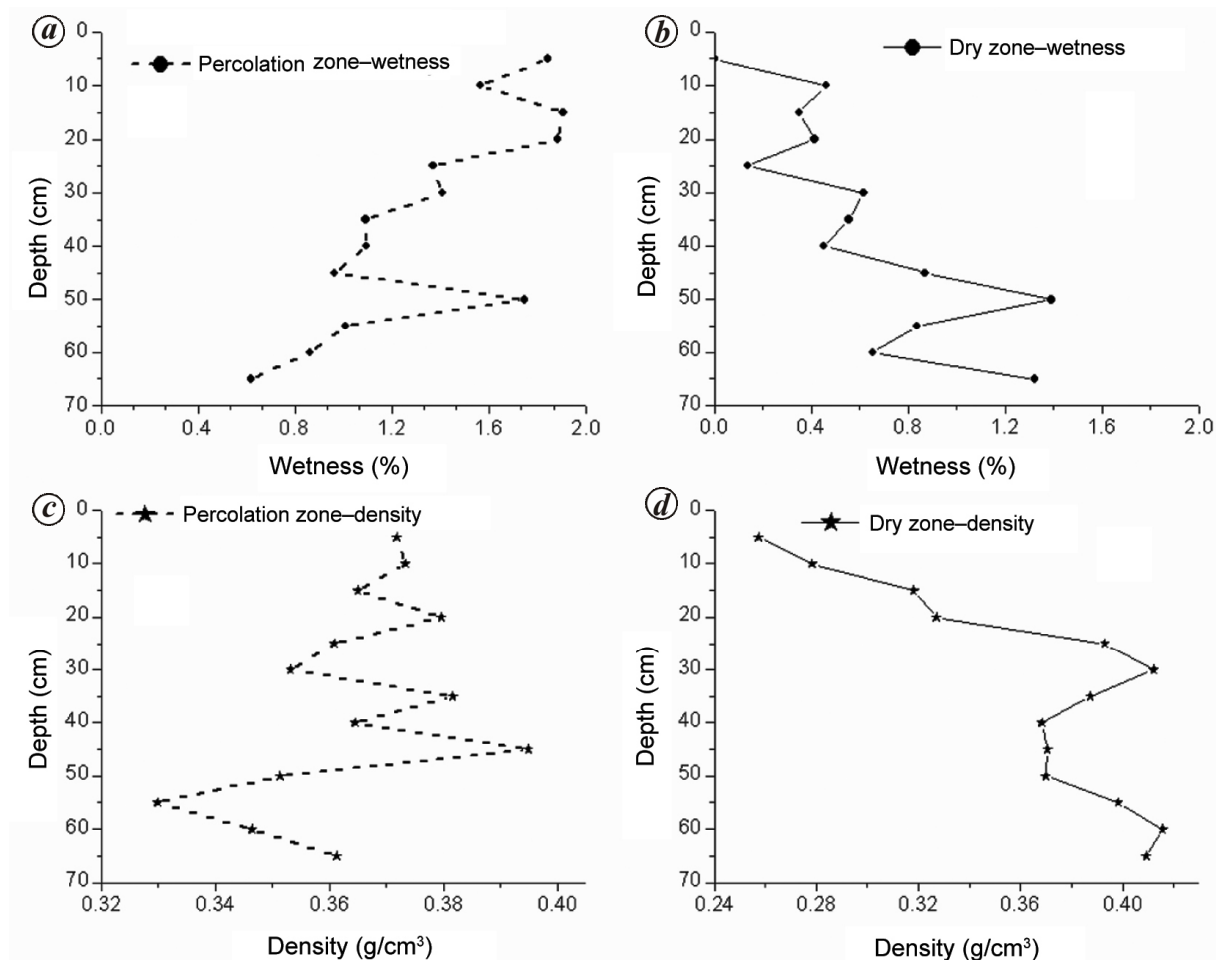 a
Percolation zone–wetness
0
10
20
30
40
50
60
70
Depth (cm)
0.0 0.4 0.8 1.2 1.6 2.0
Wetness (%)
b
Dry zone–wetness
0
10
20
30
40
50
60
70
Depth (cm)
0.0 0.4 0.8 1.2 1.6 2.0
Wetness (%)
c
Percolation zone–density
0
10
20
30
40
50
60
70
Depth (cm)
0.32 0.34 0.36 0.38 0.40
Density (g/cm³)
d
Dry zone–density
0
10
20
30
40
50
60
70
Depth (cm)
0.24 0.28 0.32 0.36 0.40
Density (g/cm³)